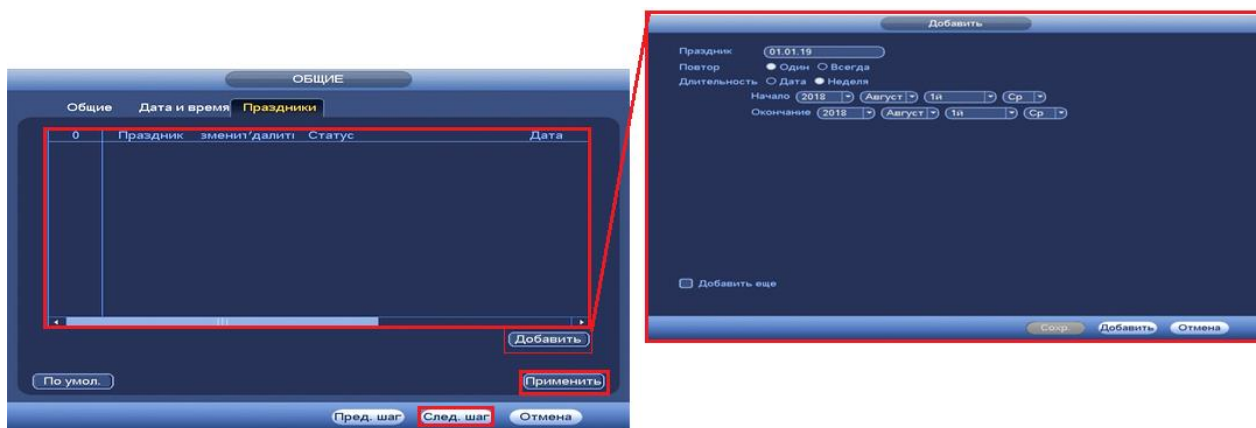 ОБЩИЕ
Общие Дата и время Праздники
0 Праздник зменит далити Статус Дата
Добавить
По умол. Применить
Пред. шаг След. шаг Отмена
Добавить
Праздник 01.01.19
Повтор Один Всегда
Длительность Дата Неделя
Начало 2018 Август 1й Ср
Окончание 2018 Август 1й Ср
Добавить еще
Сохр. Добавить Отмена